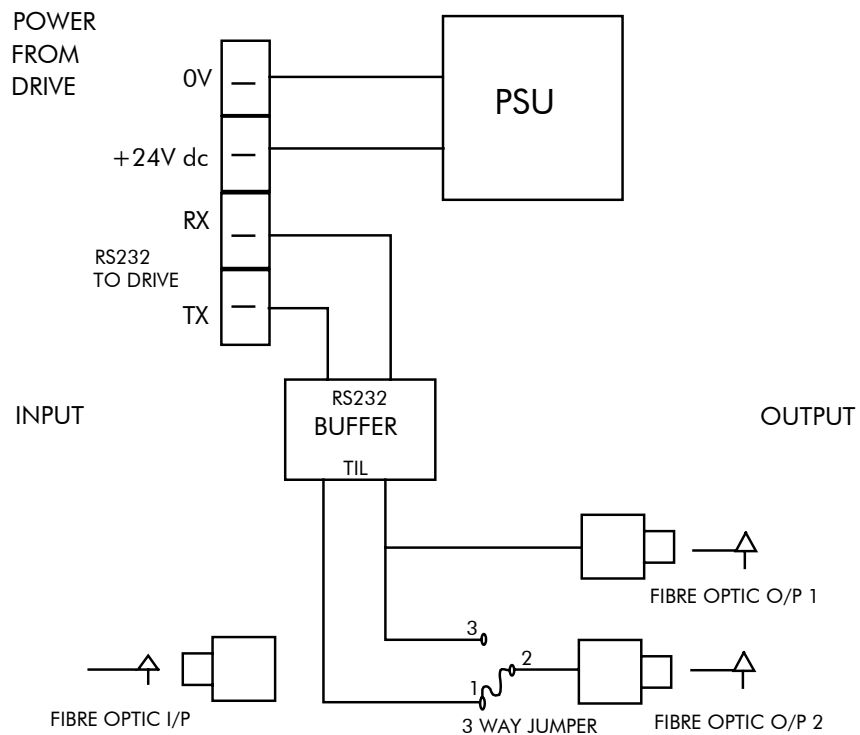 POWER
FROM
DRIVE
0V
PSU
+24V dc
RX
RS232
TO DRIVE
TX
INPUT
RS232
BUFFER
TIL
OUTPUT
FIBRE OPTIC O/P 1
3
2
1
FIBRE OPTIC I/P
3 WAY JUMPER
FIBRE OPTIC O/P 2